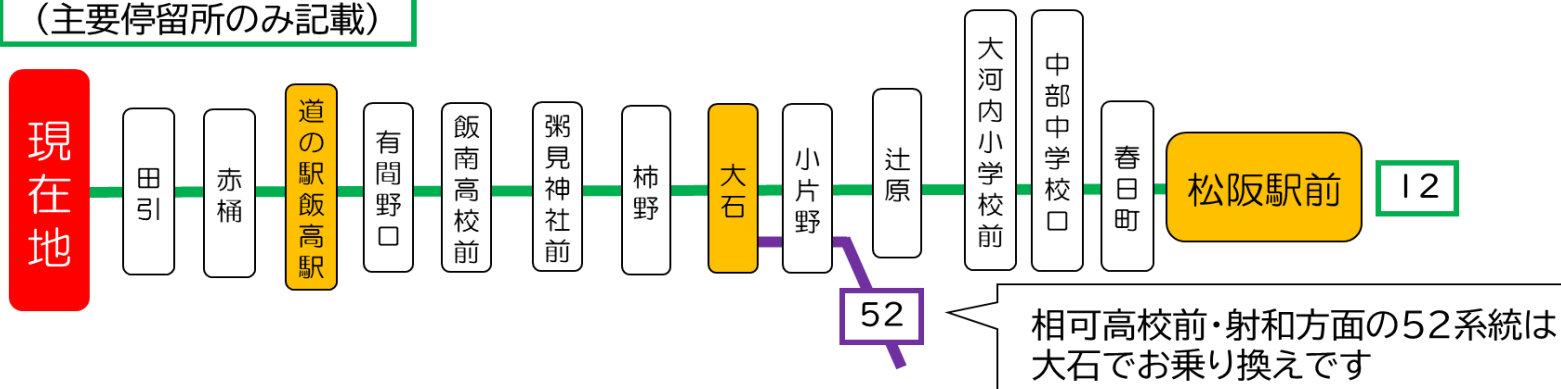 （主要停留所のみ記載）
現在地
田引
赤桶
道の駅飯高駅
有間野口
飯南高校前
粥見神社前
柿野
大石
小片野
辻原
大河内小学校前
中部中学校口
春日町
松阪駅前
12
52
相可高校前・射和方面の52系統は
大石でお乗り換えです